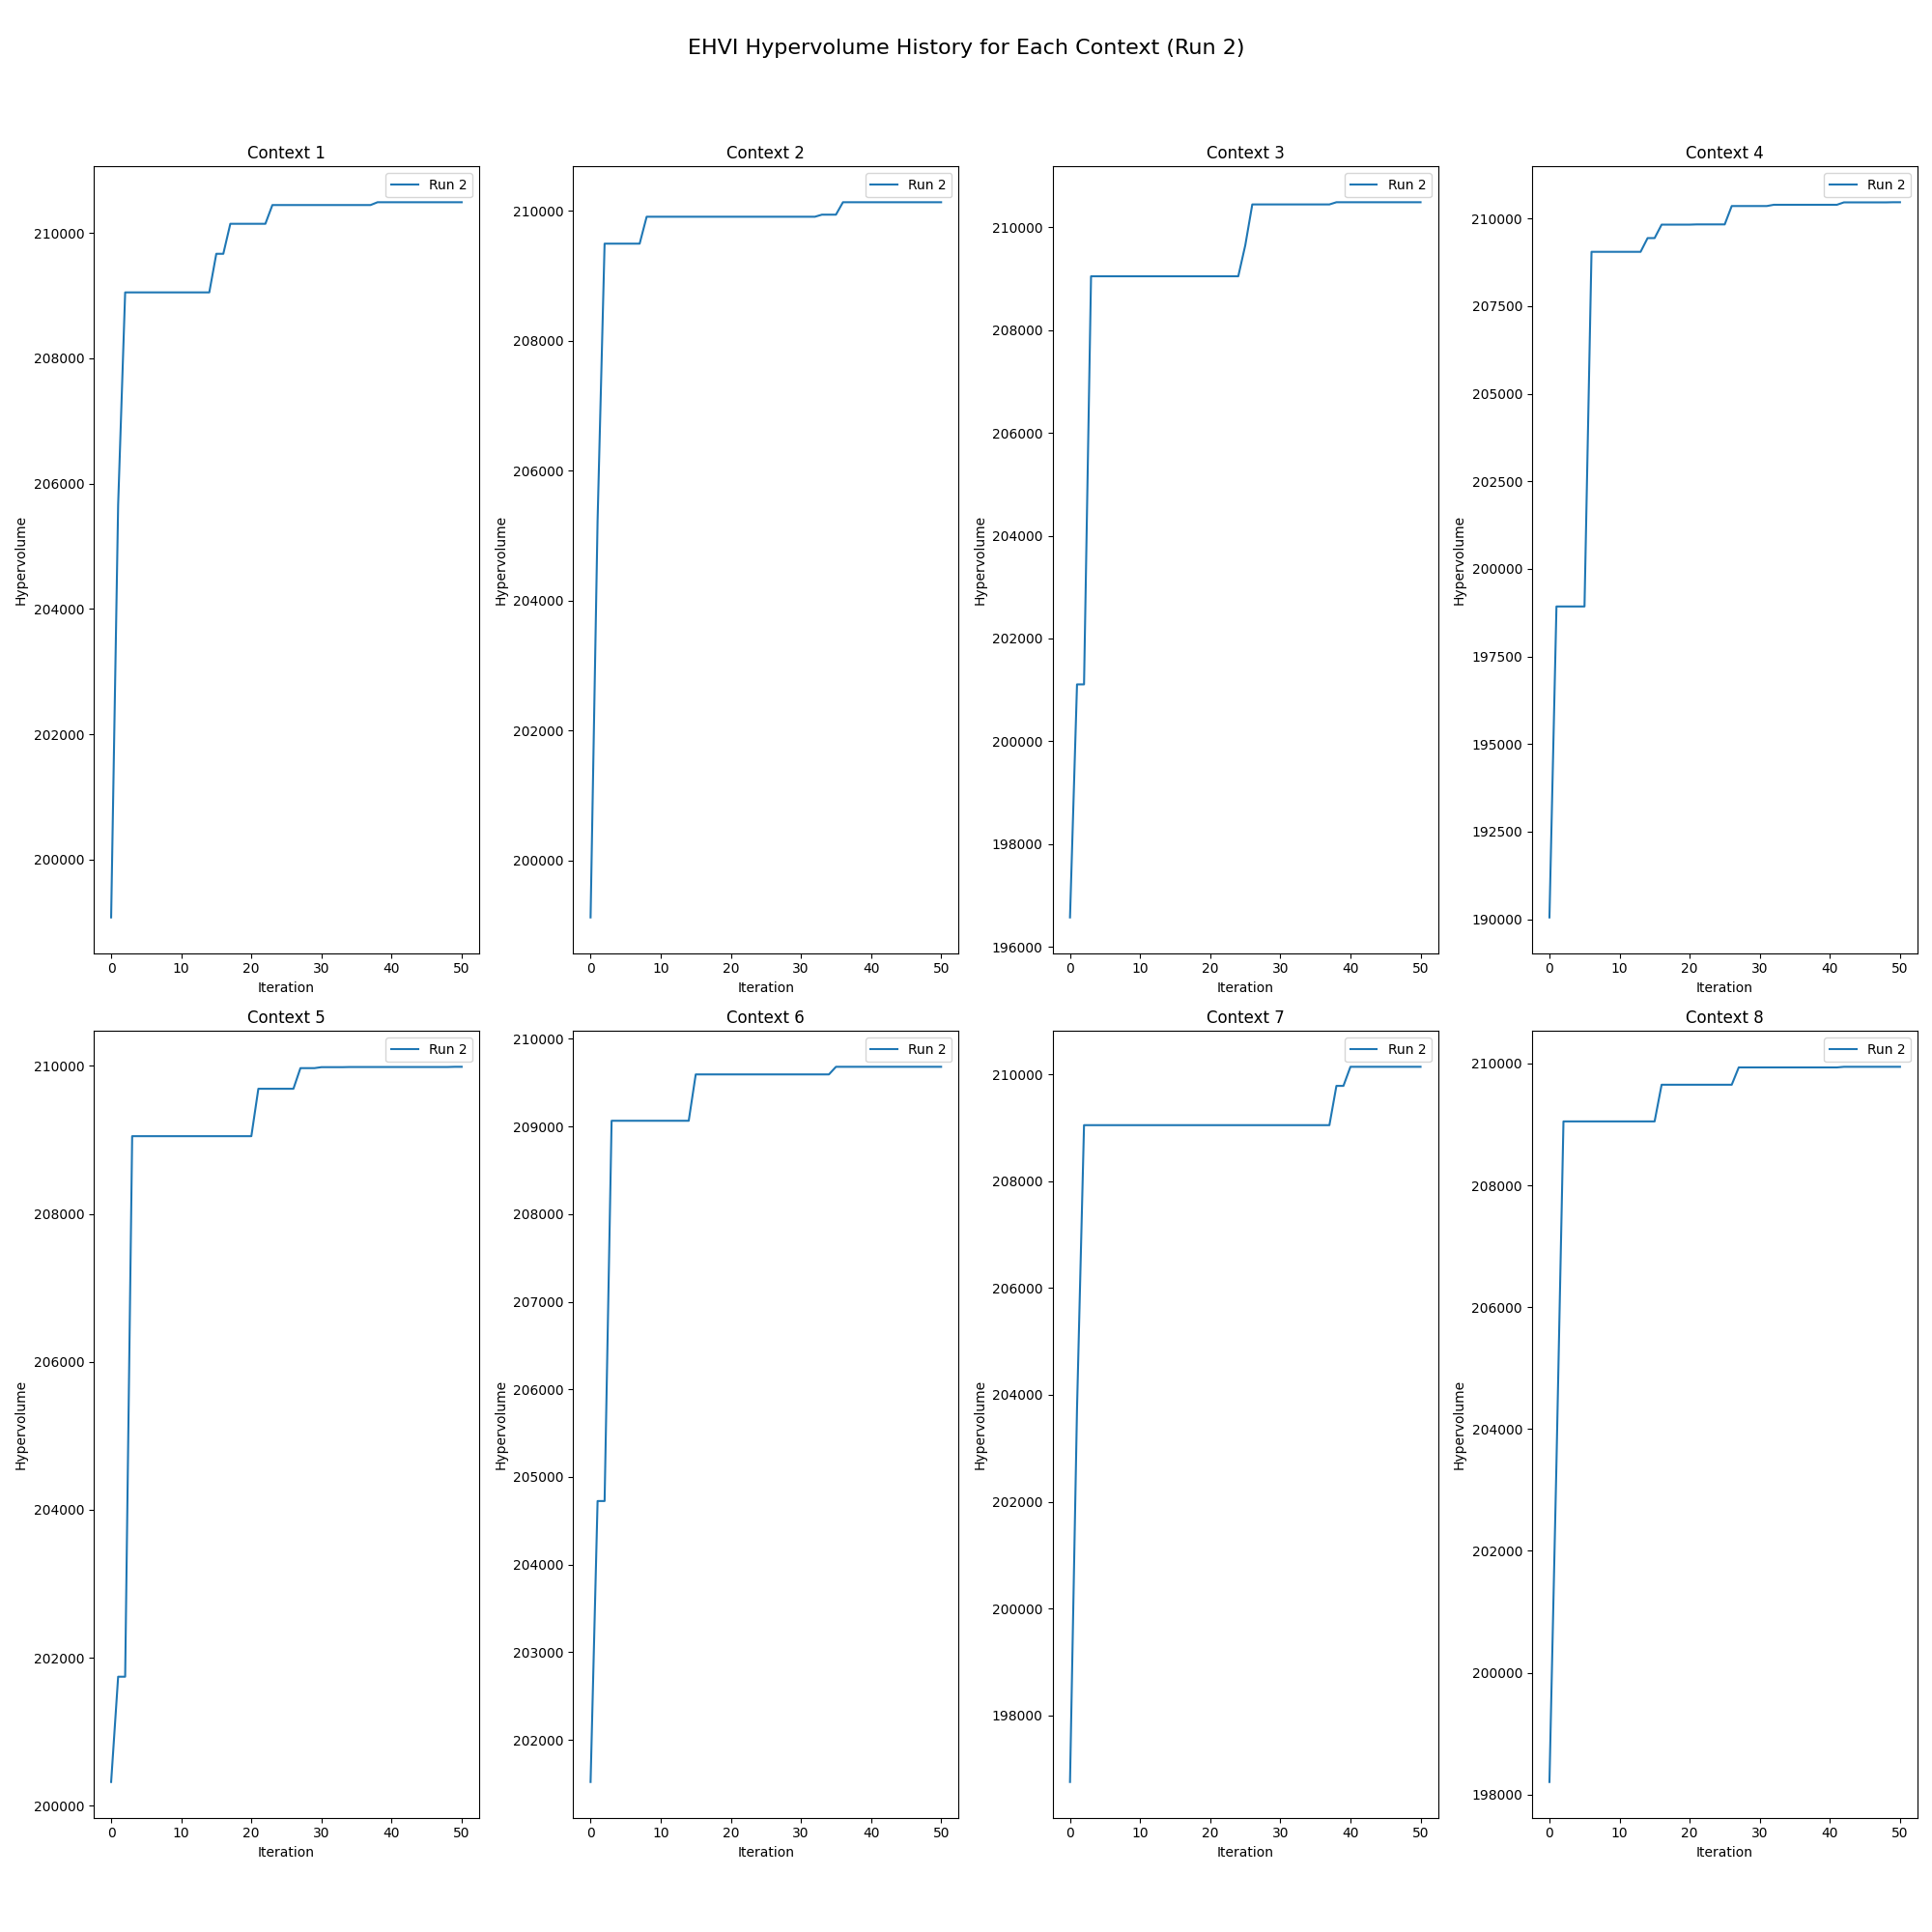 EHVI Hypervolume History for Each Context (Run 2)
Context 1
Run 2
210000
208000
206000
204000
202000
200000
Hypervolume
0 10 20 30 40 50
Iteration
Context 2
Run 2
210000
208000
206000
204000
202000
200000
Hypervolume
0 10 20 30 40 50
Iteration
Context 3
Run 2
210000
208000
206000
204000
202000
200000
198000
196000
Hypervolume
0 10 20 30 40 50
Iteration
Context 4
Run 2
210000
207500
205000
202500
200000
197500
195000
192500
190000
Hypervolume
0 10 20 30 40 50
Iteration
Context 5
Run 2
210000
208000
206000
204000
202000
200000
Hypervolume
0 10 20 30 40 50
Iteration
Context 6
Run 2
210000
209000
208000
207000
206000
205000
204000
203000
202000
Hypervolume
0 10 20 30 40 50
Iteration
Context 7
Run 2
210000
208000
206000
204000
202000
200000
198000
Hypervolume
0 10 20 30 40 50
Iteration
Context 8
Run 2
210000
208000
206000
204000
202000
200000
198000
Hypervolume
0 10 20 30 40 50
Iteration